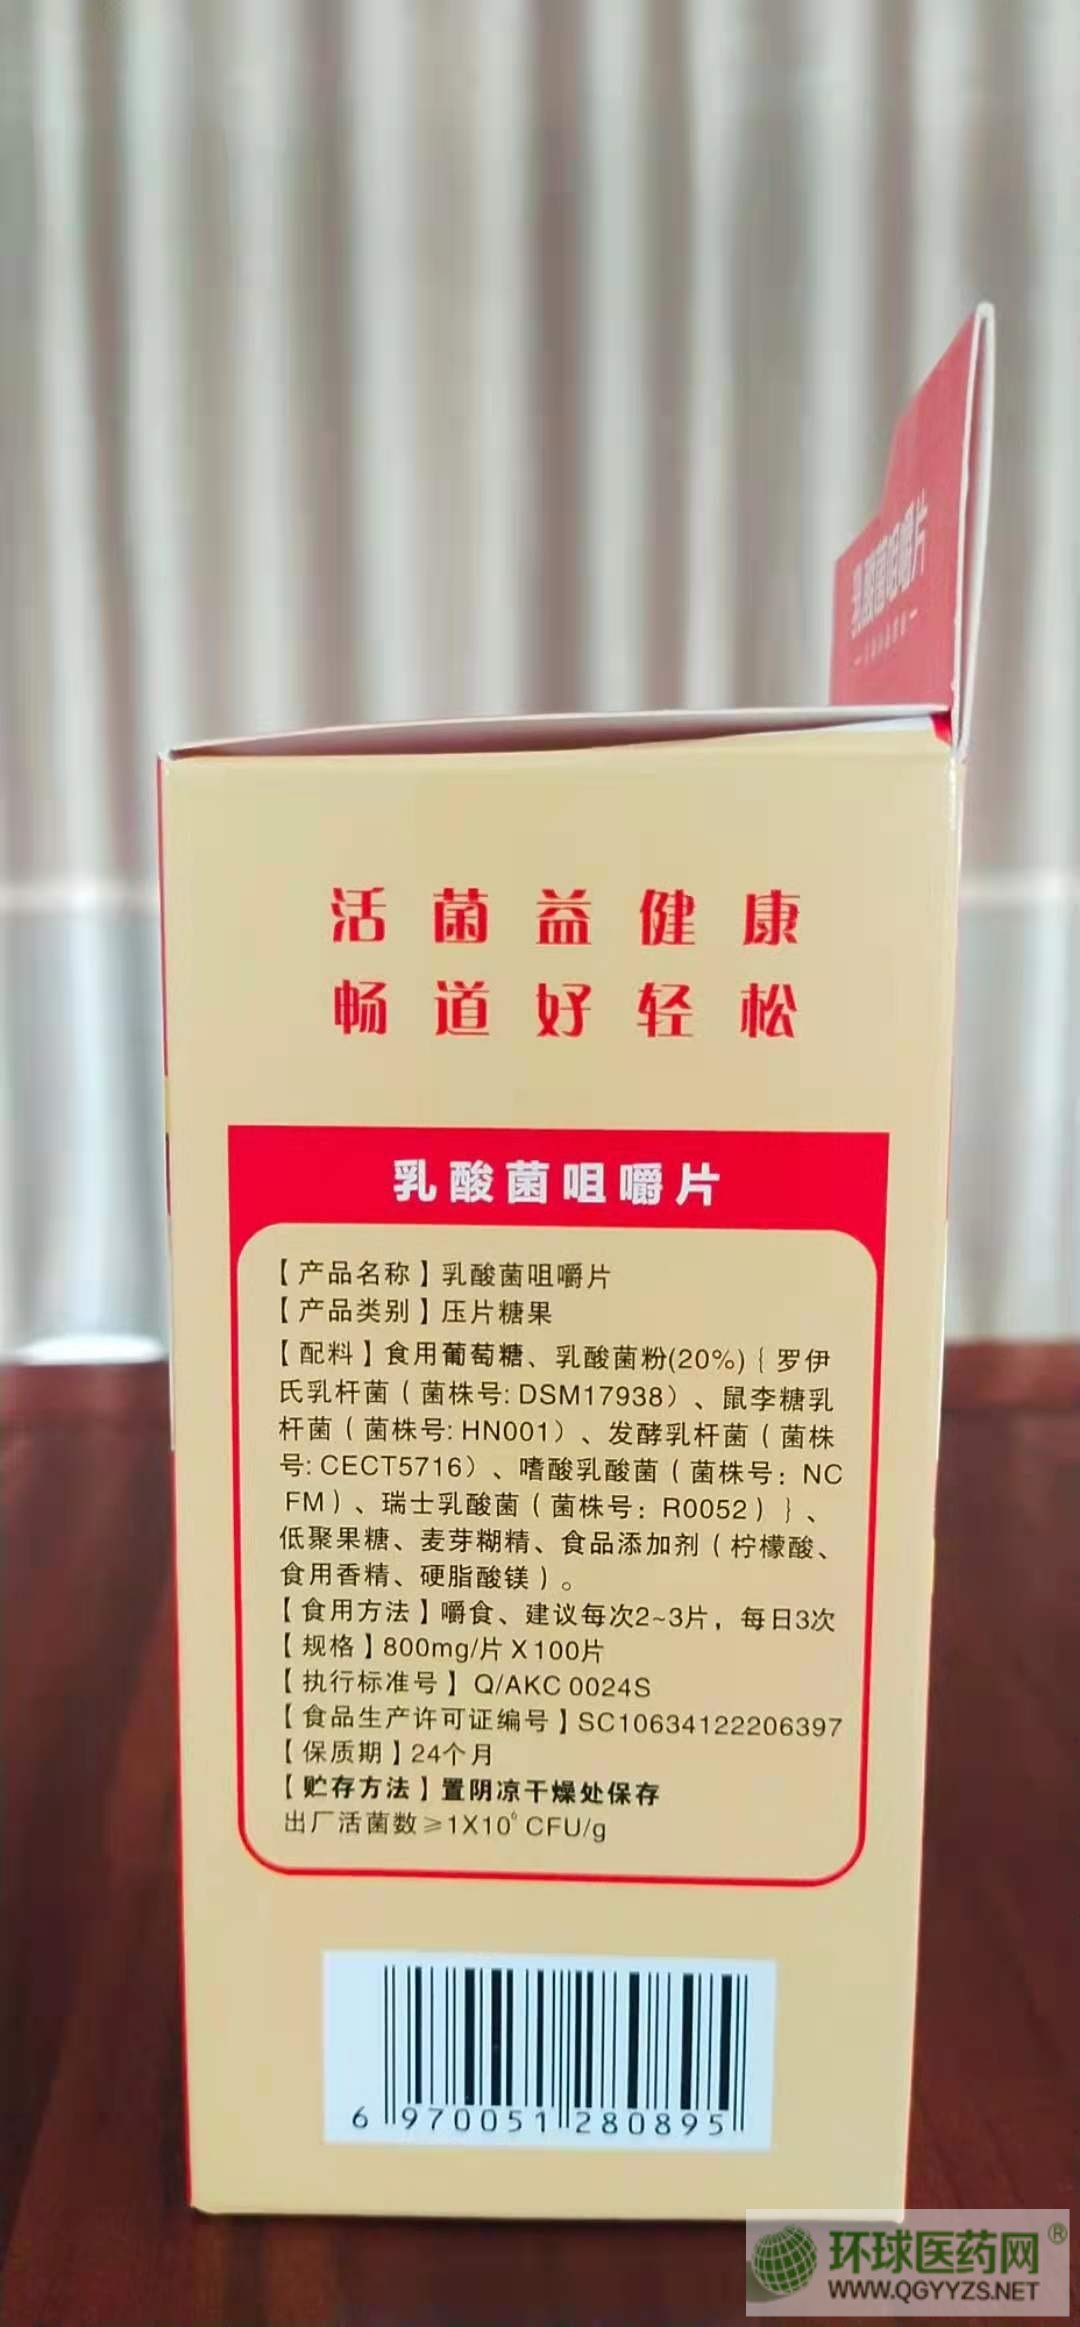 乳酸菌咀嚼片
活菌益健康
畅道好轻松
乳酸菌咀嚼片
【产品名称】乳酸菌咀嚼片
【产品类别】压片糖果
【配料】食用葡萄糖、乳酸菌粉(20%){罗伊
氏乳杆菌(菌株号:DSM17938)、鼠李糖乳
杆菌(菌株号:HN001)、发酵乳杆菌(菌株
号:CECT5716)、嗜酸乳酸菌(菌株号:NC
FM)、瑞士乳酸菌(菌株号:R0052)}、
低聚果糖、麦芽糊精、食品添加剂(柠檬酸、
食用香精、硬脂酸镁)。
【食用方法】嚼食、建议每次2~3片，每日3次
【规格】800mg/片X100片
【执行标准号】Q/AKC 0024S
【食品生产许可证编号】SC10634122206397
【保质期】24个月
【贮存方法】置阴凉干燥处保存
出厂活菌数≥1X10⁶ CFU/g
6 970051 280895
环球医药网®
WWW.QGYYZS.NET